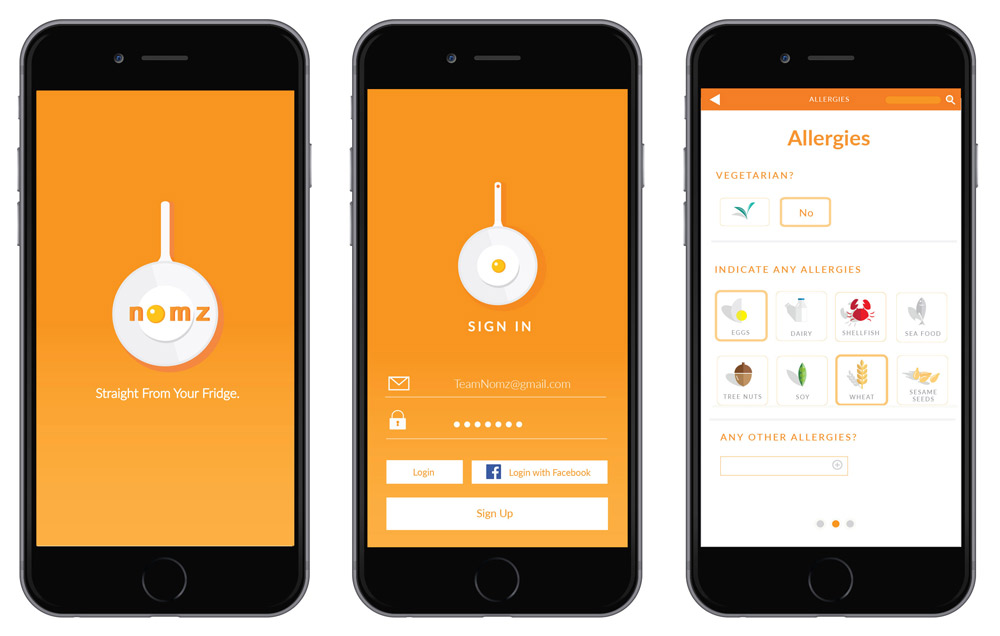 nomz
Straight From Your Fridge.
SIGN IN
TeamNomz@gmail.com
Login
Login with Facebook
Sign Up
ALLERGIES
Allergies
VEGETARIAN?
No
INDICATE ANY ALLERGIES
EGGS
DAIRY
SHELLFISH
SEA FOOD
TREE NUTS
SOY
WHEAT
SESAME
SEEDS
ANY OTHER ALLERGIES?